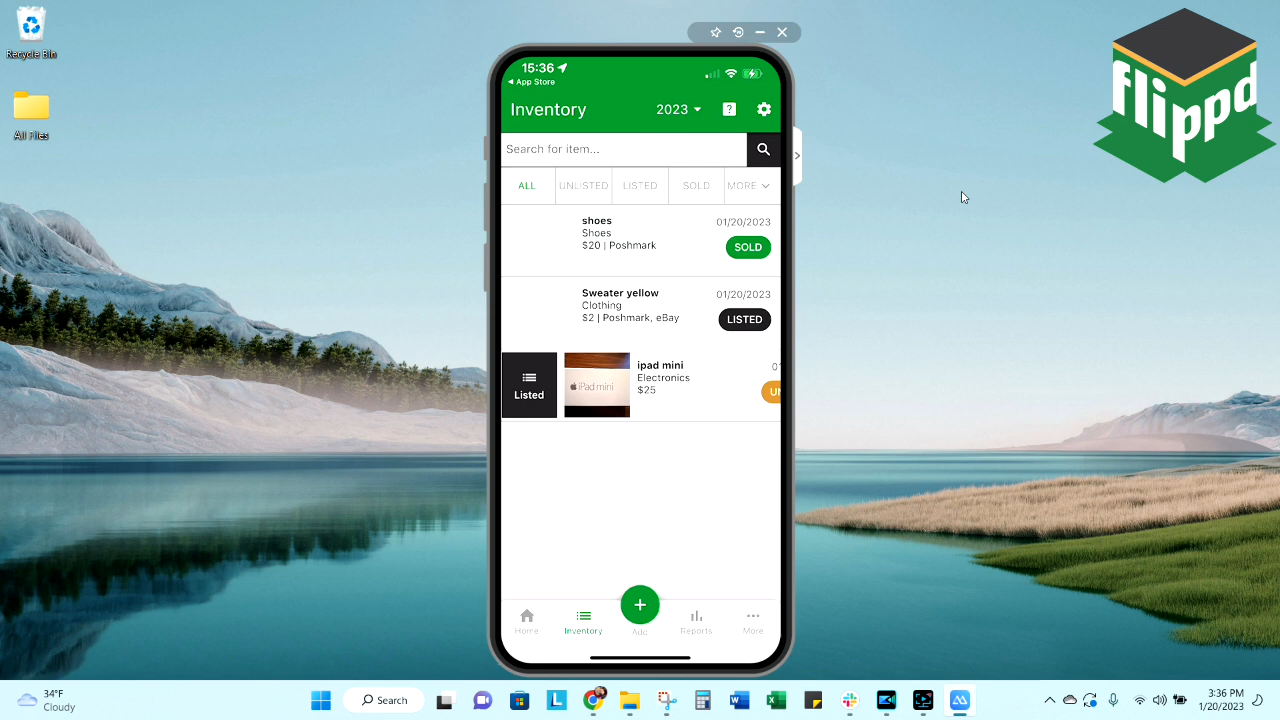 Recycle Bin
All Files
flippd
15:36
App Store
Inventory
2023
?
Search for item...
ALL
UNLISTED
LISTED
SOLD
MORE
shoes
Shoes
$20 | Poshmark
01/20/2023
SOLD
Sweater yellow
Clothing
$2 | Poshmark, eBay
01/20/2023
LISTED
Listed
iPad mini
ipad mini
Electronics
$25
01
UN
Home
Inventory
Add
Reports
More
34°F
Cloudy
Search
3:36 PM
1/20/2023